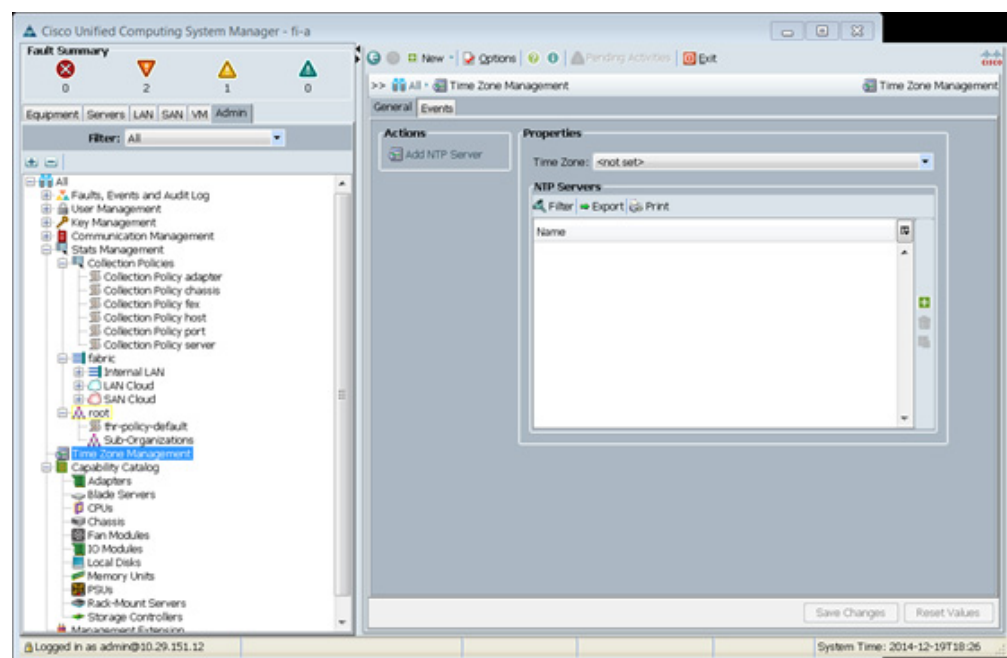 Cisco Unified Computing System Manager - fi-a
Fault Summary
0 2 1 0
Equipment Servers LAN SAN VM Admin
Filter: All
All
Faults, Events and Audit Log
User Management
Key Management
Communication Management
Stats Management
Collection Policies
Collection Policy adapter
Collection Policy chassis
Collection Policy fex
Collection Policy host
Collection Policy port
Collection Policy server
fabric
Internal LAN
LAN Cloud
SAN Cloud
root
thr-policy-default
Sub-Organizations
Time Zone Management
Capability Catalog
Adapters
Blade Servers
CPUs
Chassis
Fan Modules
IO Modules
Local Disks
Memory Units
PSUs
Rack-Mount Servers
Storage Controllers
Management Extension
New Options Pending Activities Exit
CISCO
>> All Time Zone Management
Time Zone Management
General Events
Actions
Add NTP Server
Properties
Time Zone: <not set>
NTP Servers
Filter Export Print
Name
Save Changes Reset Values
Logged in as admin@10.29.151.12
System Time: 2014-12-19T18:26